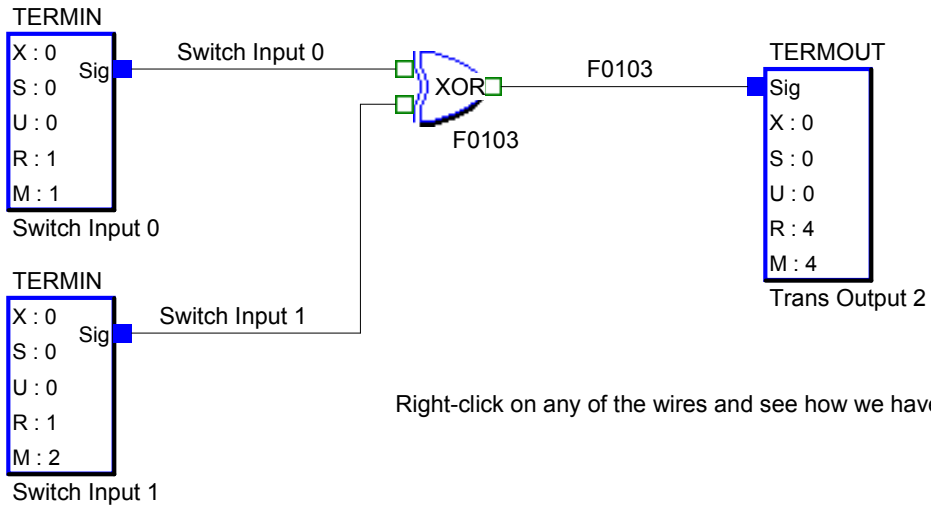 TERMIN
X : 0
Sig
S : 0
U : 0
R : 1
M : 1
Switch Input 0
Switch Input 0
XOR
F0103
F0103
TERMOUT
Sig
X : 0
S : 0
U : 0
R : 4
M : 4
Trans Output 2
TERMIN
X : 0
Sig
S : 0
U : 0
R : 1
M : 2
Switch Input 1
Switch Input 1
Right-click on any of the wires and see how we have